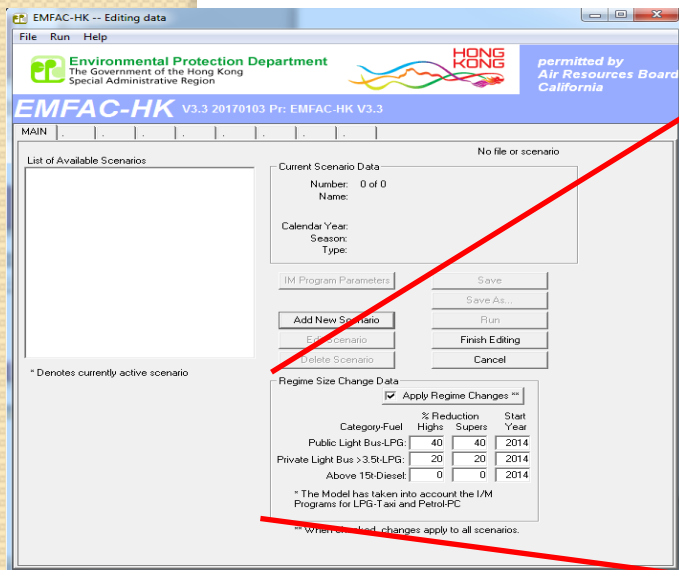 EMFAC-HK -- Editing data
File Run Help
Environmental Protection Department
The Government of the Hong Kong
Special Administrative Region
HONG
KONG
permitted by
Air Resources Board
California
EMFAC-HK V3.3 20170103 Pr: EMFAC-HK V3.3
MAIN . . . . . . . . .
No file or scenario
List of Available Scenarios
Current Scenario Data
Number: 0 of 0
Name:
Calendar Year:
Season:
Type:
IM Program Parameters
Save
Save As...
Add New Scenario
Run
Edit Scenario
Finish Editing
Delete Scenario
Cancel
* Denotes currently active scenario
Regime Size Change Data
Apply Regime Changes **
% Reduction Start
Category-Fuel Highs Supers Year
Public Light Bus-LPG: 40 40 2014
Private Light Bus >3.5t-LPG: 20 20 2014
Above 15t-Diesel: 0 0 2014
* The Model has taken into account the I/M
Programs for LPG-Taxi and Petrol-PC
** When checked, changes apply to all scenarios.